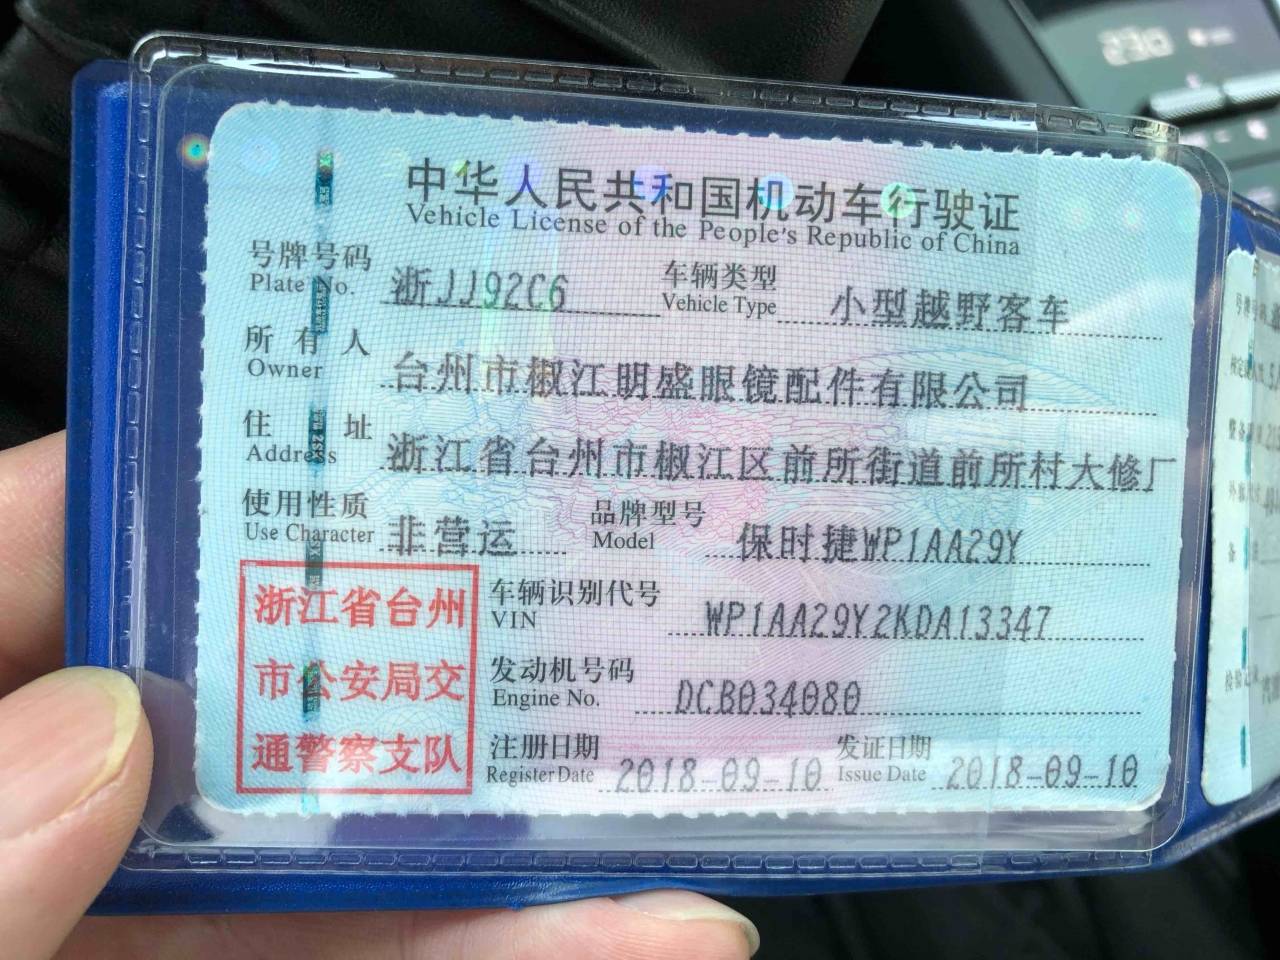 中华人民共和国机动车行驶证
Vehicle License of the People's Republic of China
号牌号码 浙JJ92C6 车辆类型 小型越野客车
Plate No. Vehicle Type
所有人 台州市椒江明盛眼镜配件有限公司
Owner
住址 浙江省台州市椒江区前所街道前所村大修厂
Address
使用性质 非营运 品牌型号 保时捷WP1AA29Y
Use Character Model
浙江省台州
市公安局交
通警察支队
车辆识别代号 WP1AA29Y2KDA13347
VIN
发动机号码 DCB034080
Engine No.
注册日期 2018-09-10 发证日期 2018-09-10
Register Date Issue Date